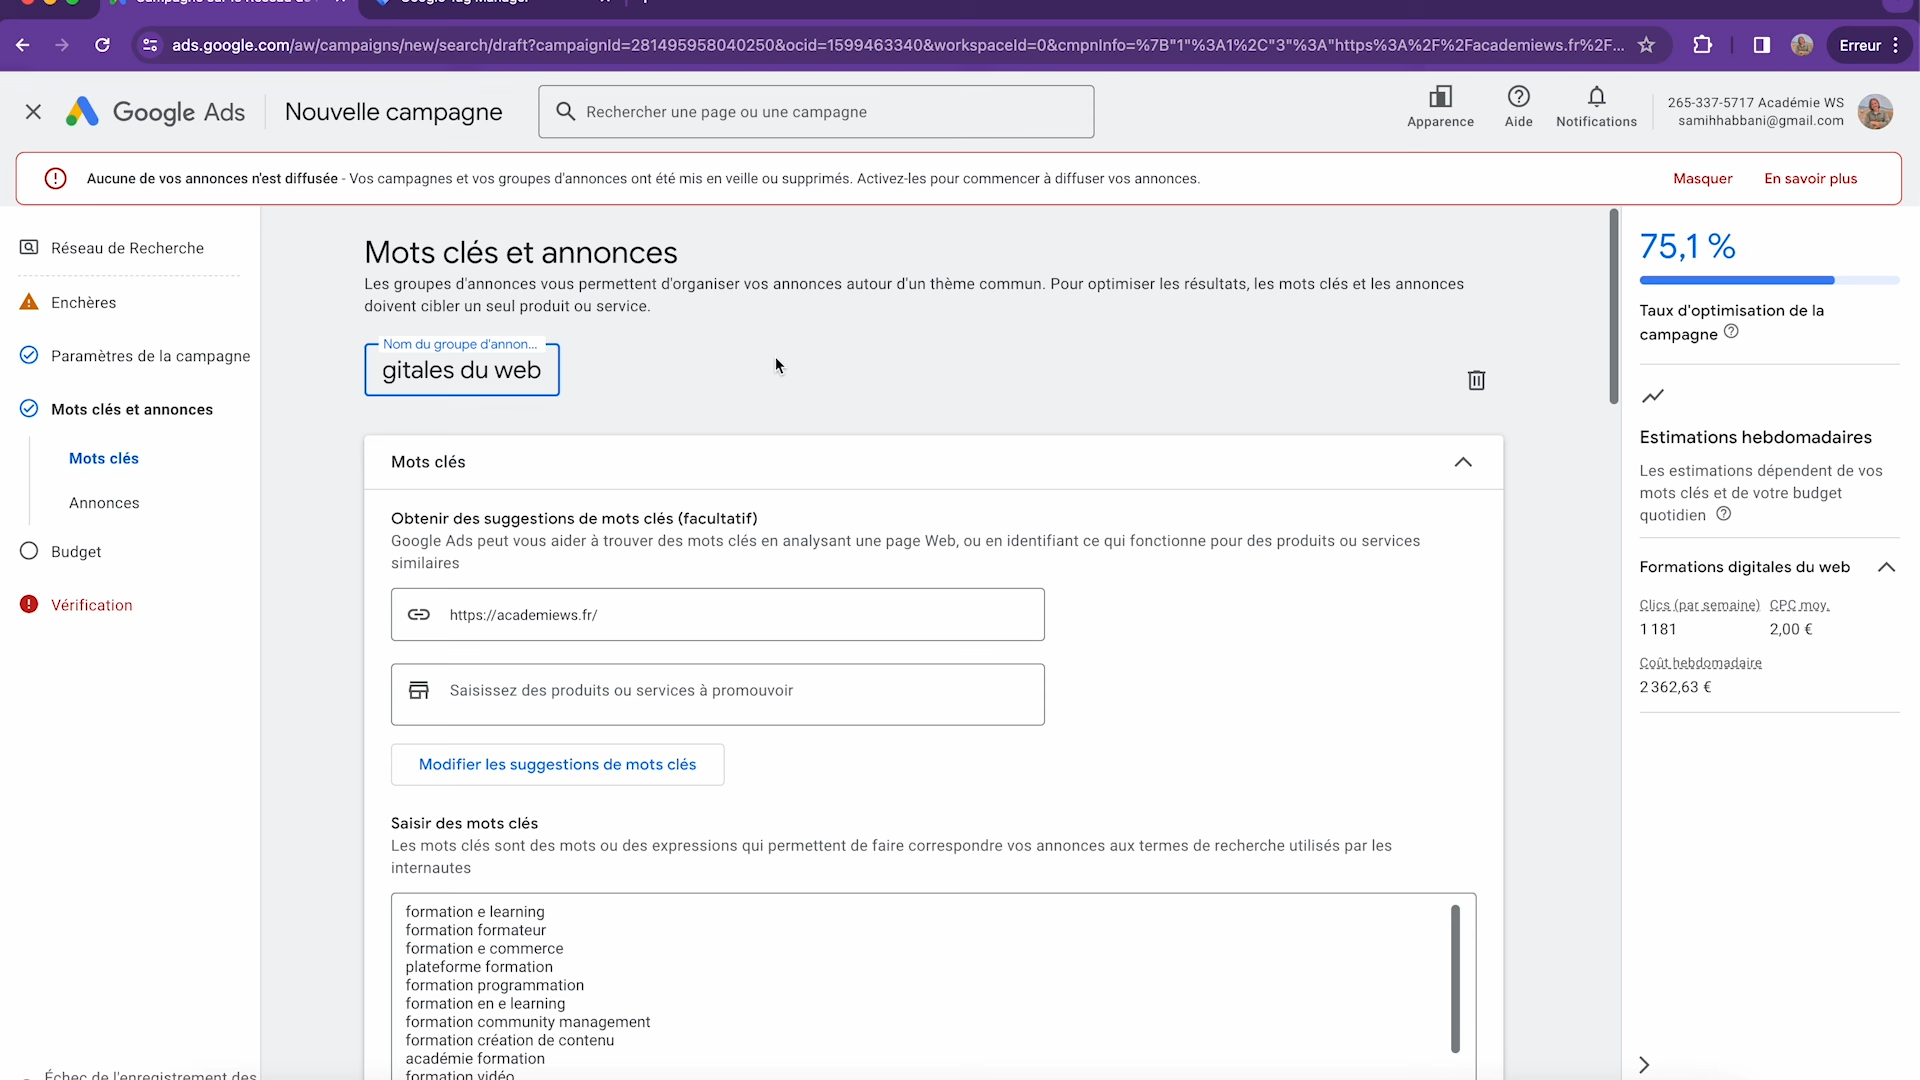 ads.google.com/aw/campaigns/new/search/draft?campaignId=281495958040250&ocid=1599463340&workspaceId=0&cmpnInfo=%7B"1"%3A1%2C"3"%3A"https%3A%2F%2Facademiews.fr%2F...
Erreur
Google Ads
Nouvelle campagne
Rechercher une page ou une campagne
Apparence
Aide
Notifications
265-337-5717 Académie WS
samihhabbani@gmail.com
Aucune de vos annonces n'est diffusée - Vos campagnes et vos groupes d'annonces ont été mis en veille ou supprimés. Activez-les pour commencer à diffuser vos annonces.
Masquer
En savoir plus
Réseau de Recherche
Enchères
Paramètres de la campagne
Mots clés et annonces
Mots clés
Annonces
Budget
Vérification
Échec de l'enregistrement des
Mots clés et annonces
Les groupes d'annonces vous permettent d'organiser vos annonces autour d'un thème commun. Pour optimiser les résultats, les mots clés et les annonces
doivent cibler un seul produit ou service.
Nom du groupe d'annon...
gitales du web
Mots clés
Obtenir des suggestions de mots clés (facultatif)
Google Ads peut vous aider à trouver des mots clés en analysant une page Web, ou en identifiant ce qui fonctionne pour des produits ou services
similaires
https://academiews.fr/
Saisissez des produits ou services à promouvoir
Modifier les suggestions de mots clés
Saisir des mots clés
Les mots clés sont des mots ou des expressions qui permettent de faire correspondre vos annonces aux termes de recherche utilisés par les
internautes
formation e learning
formation formateur
formation e commerce
plateforme formation
formation programmation
formation en e learning
formation community management
formation création de contenu
académie formation
formation vidéo
75,1 %
Taux d'optimisation de la
campagne
Estimations hebdomadaires
Les estimations dépendent de vos
mots clés et de votre budget
quotidien
Formations digitales du web
Clics (par semaine) CPC moy.
1 181 2,00 €
Coût hebdomadaire
2 362,63 €